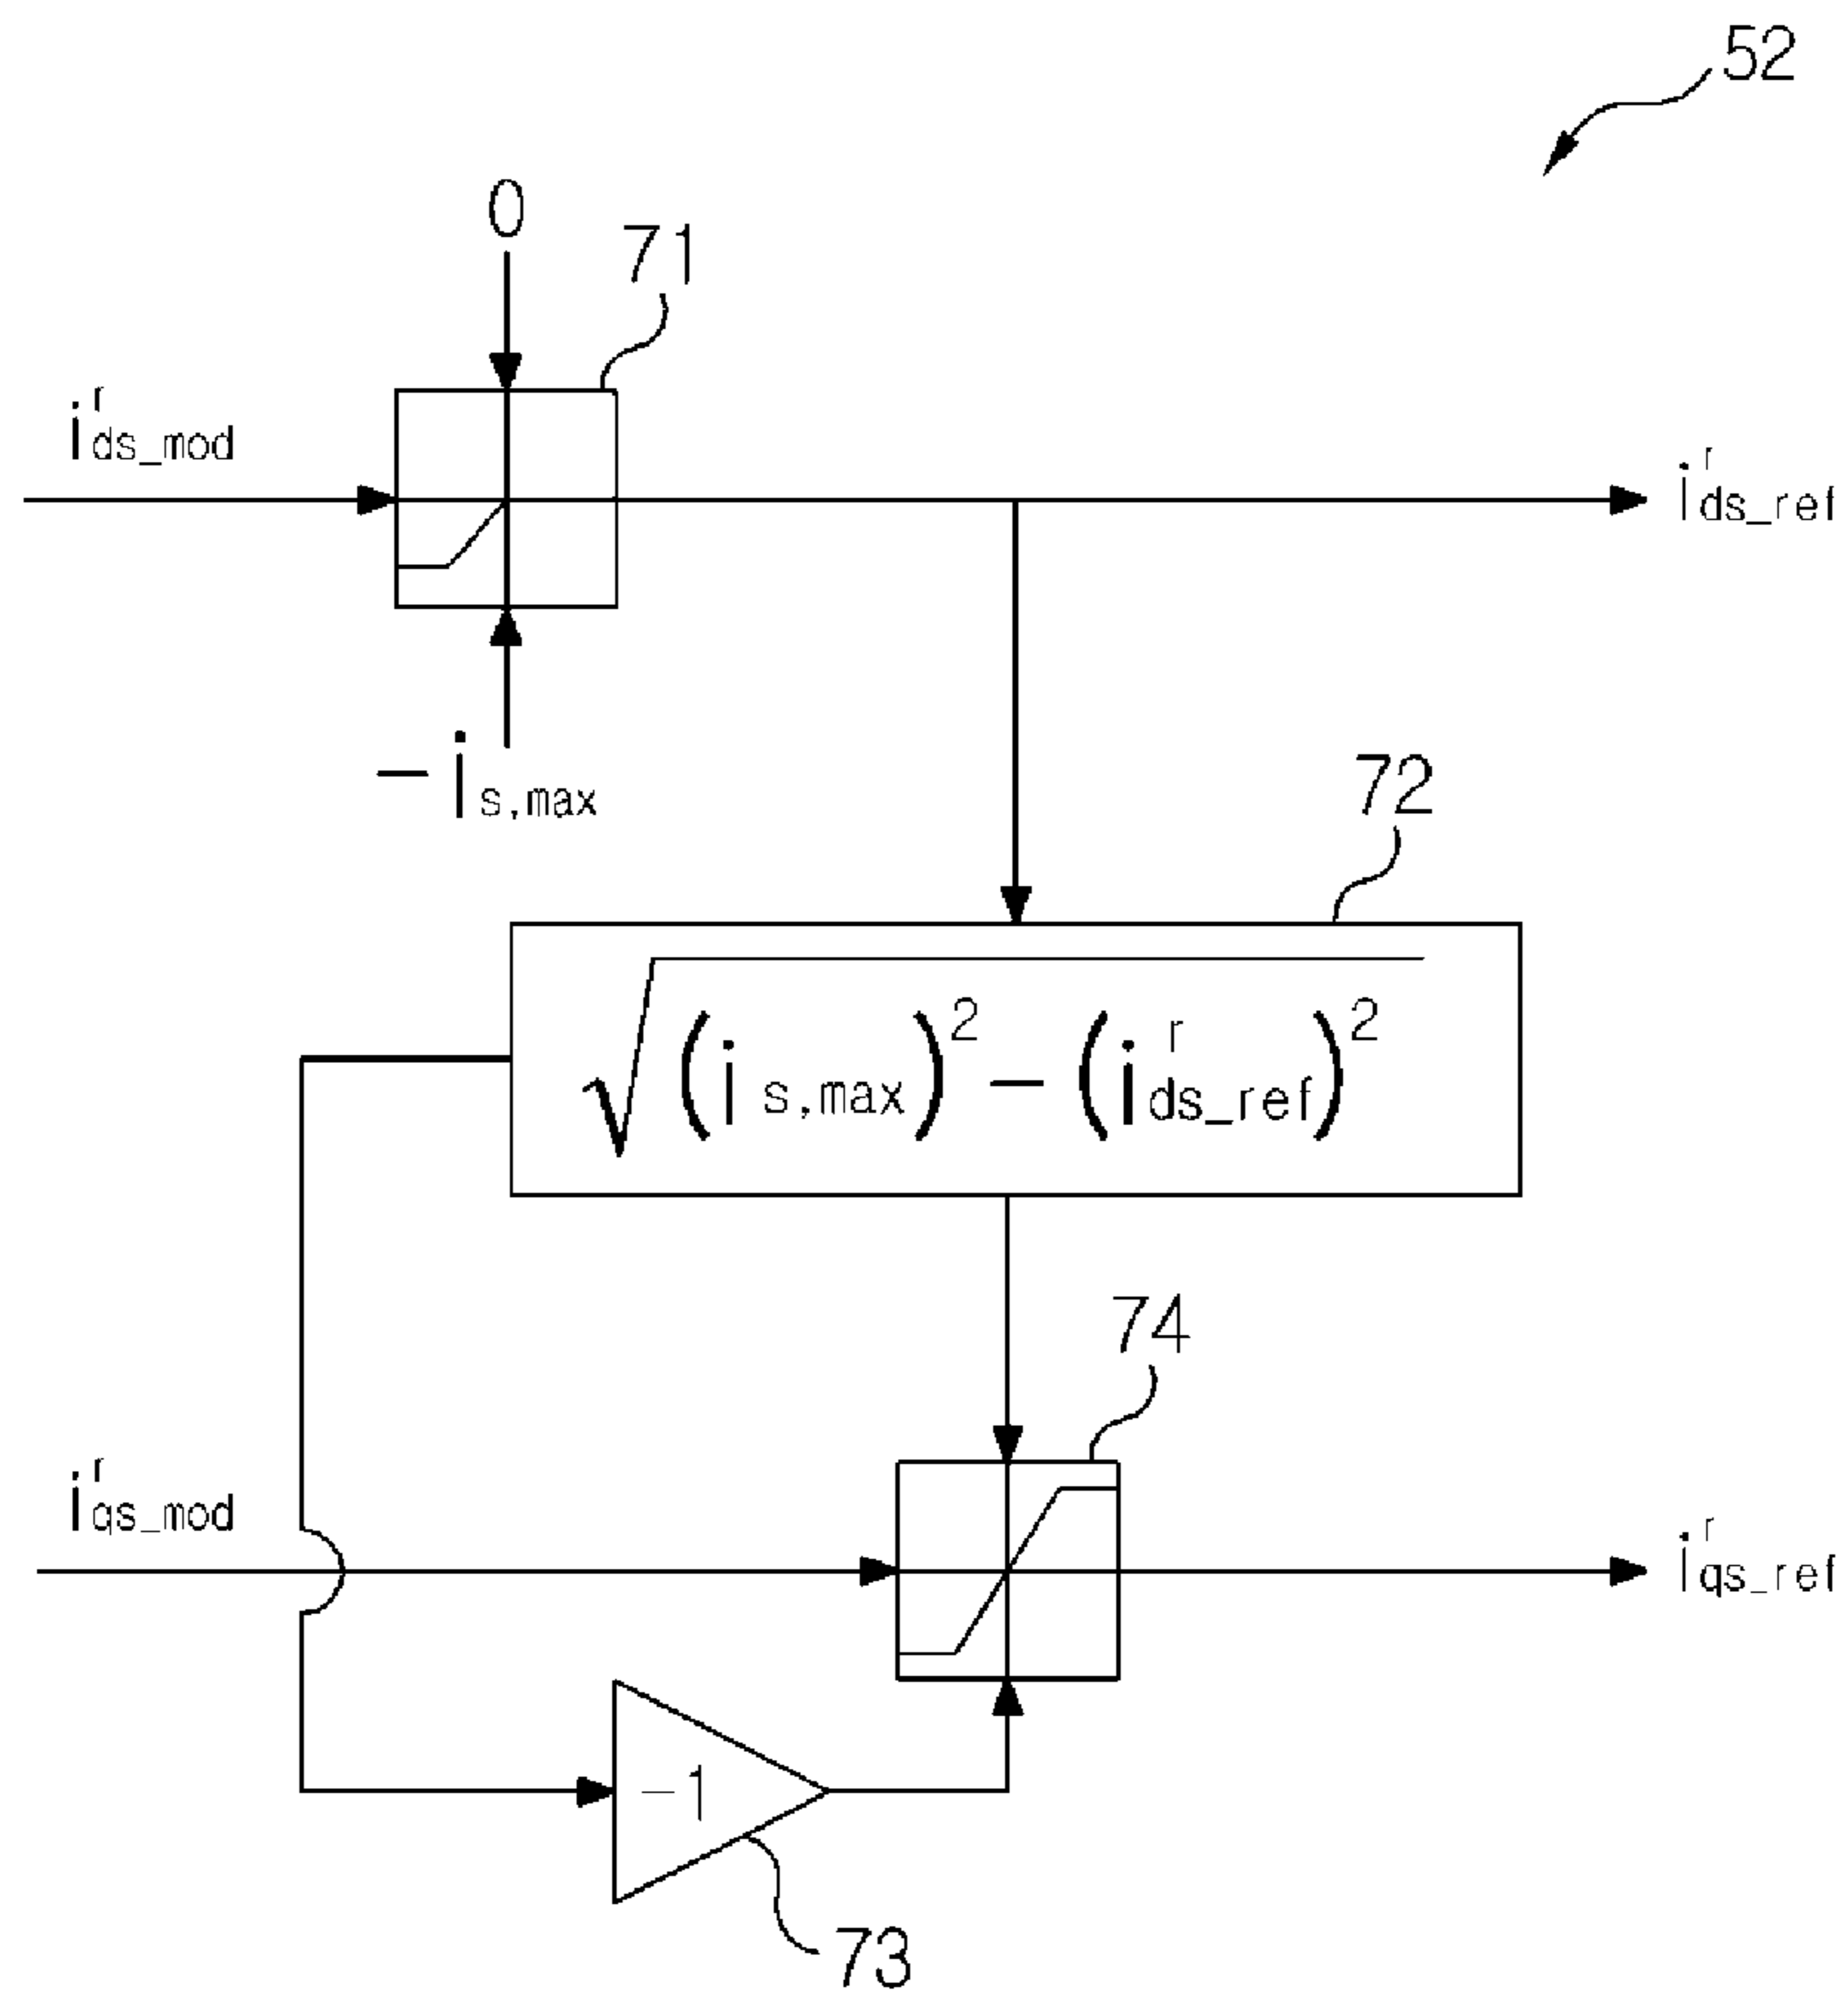 52
0
71
i^r_ds_mod
i^r_ds_ref
-i_s,max
72
√(i_s,max)^2-(i^r_ds_ref)^2
74
i^r_qs_mod
i^r_qs_ref
-1
73